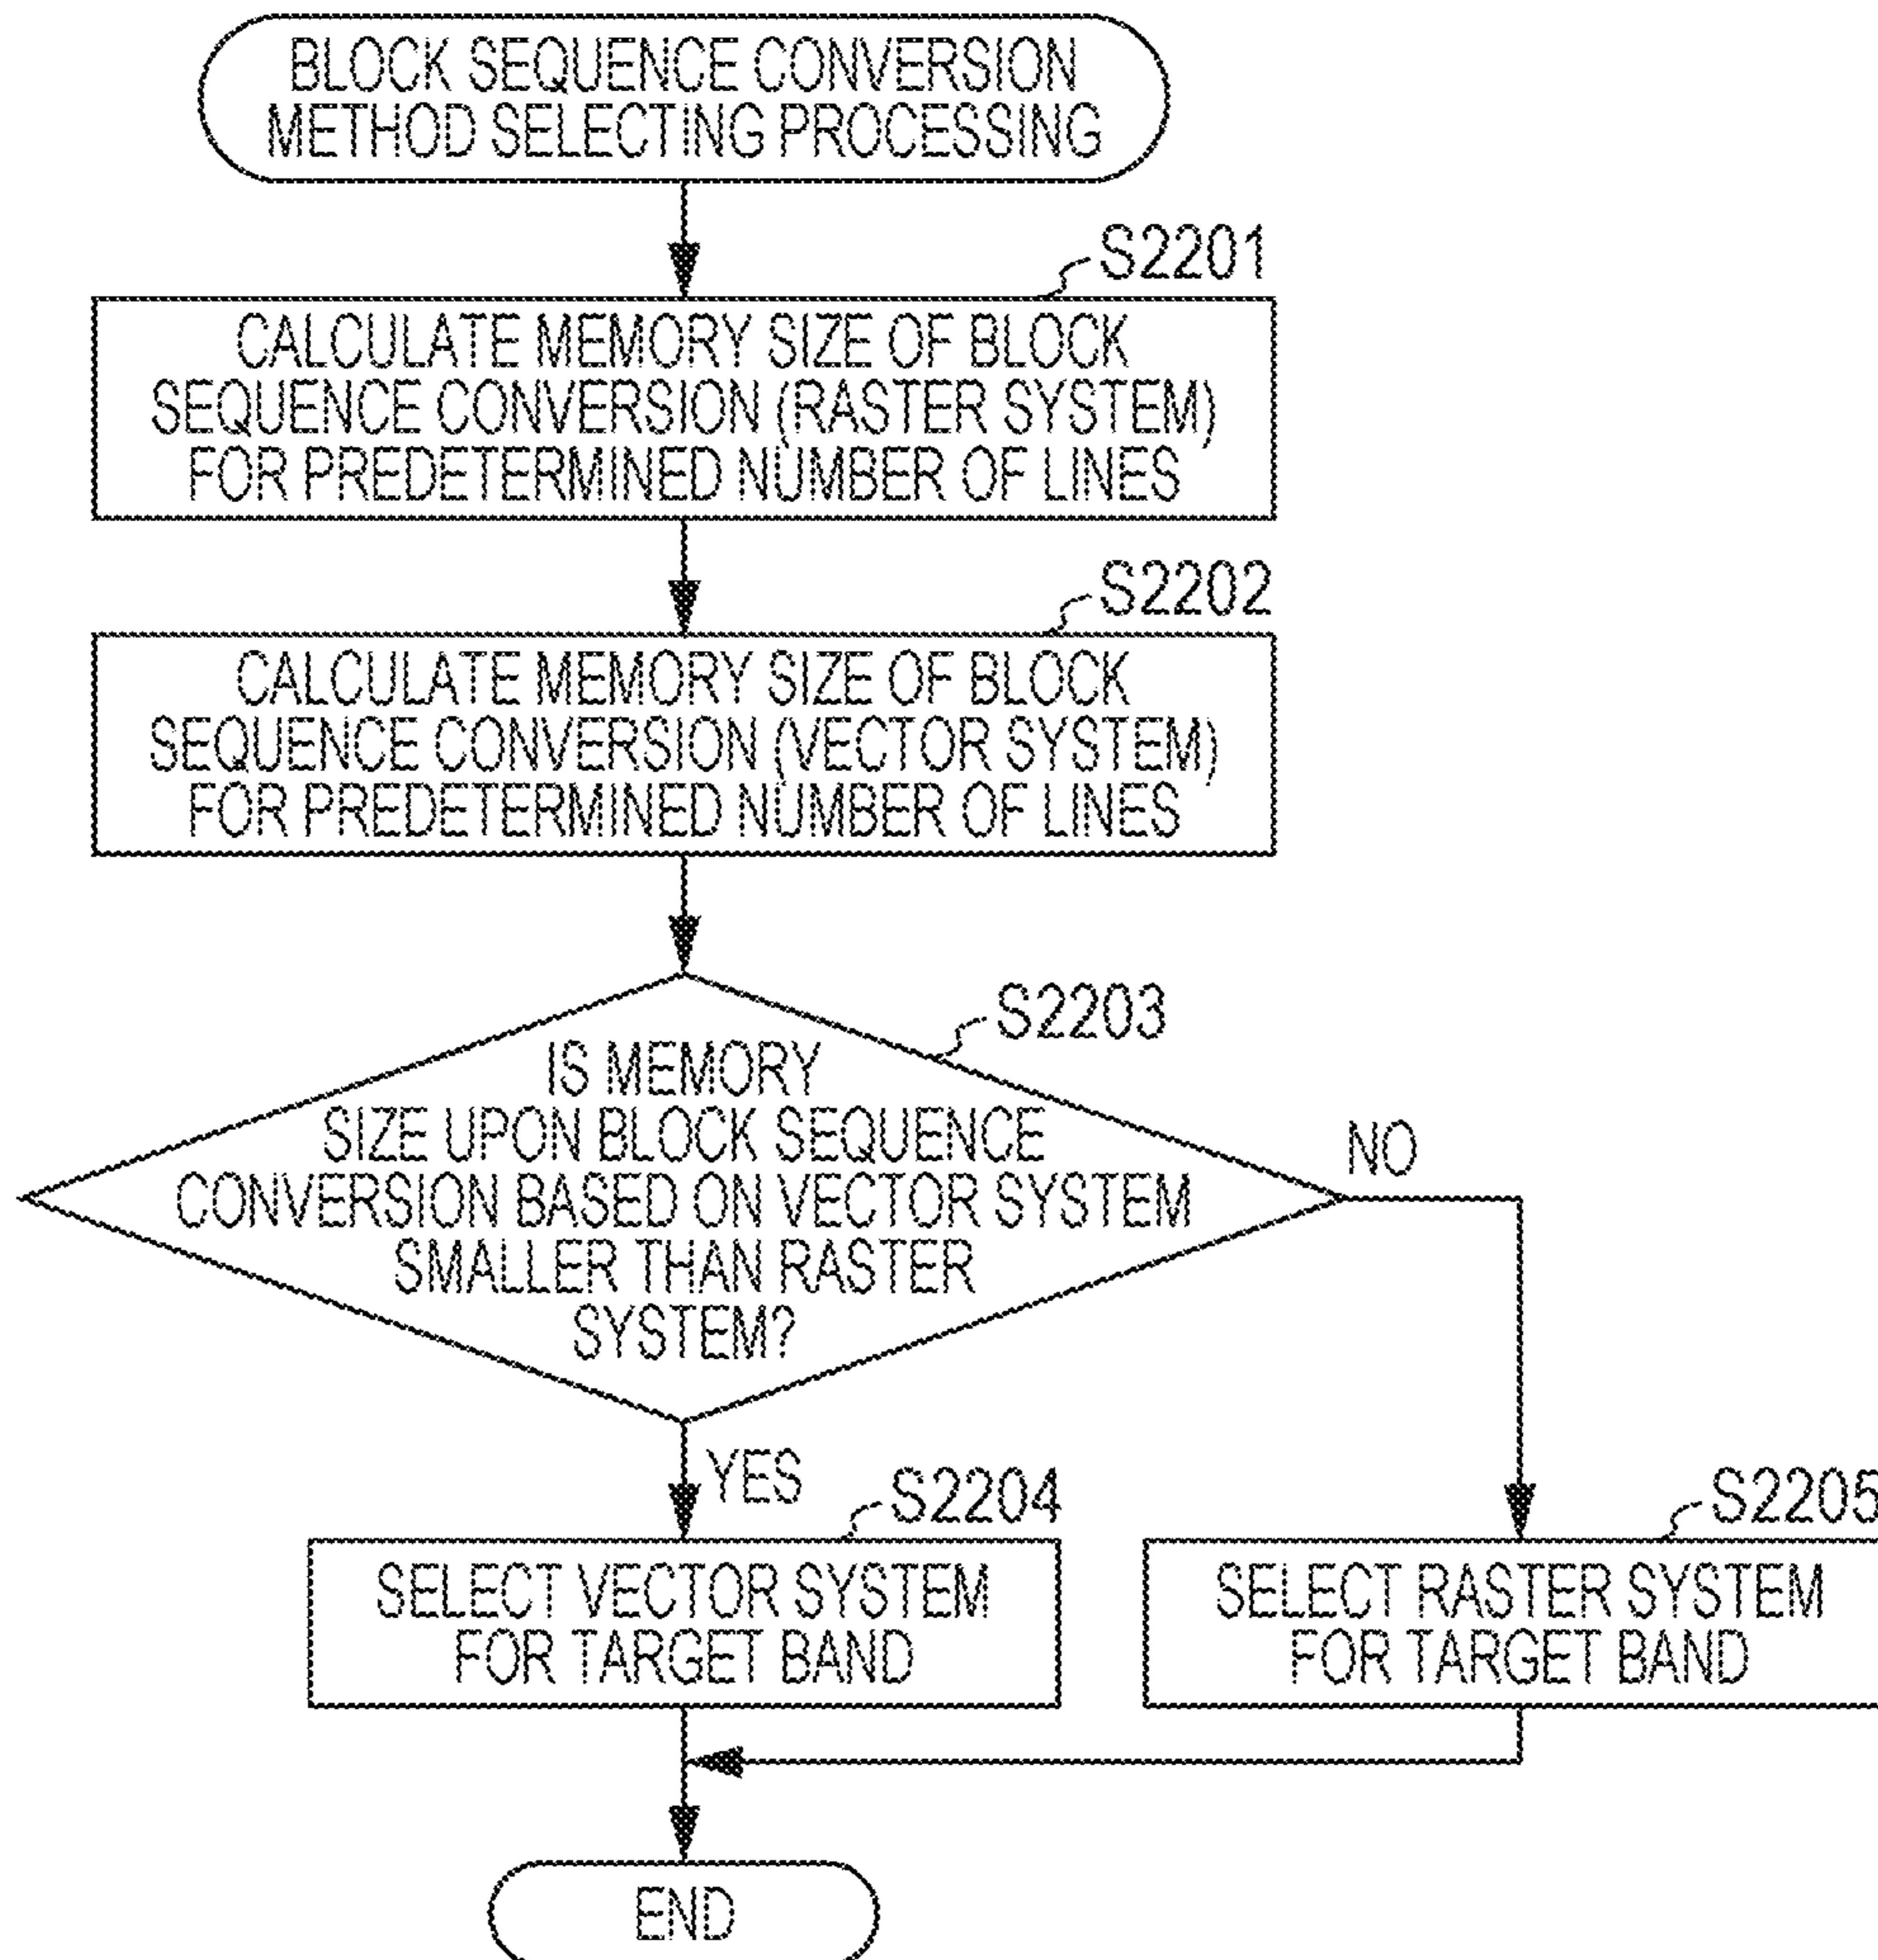 BLOCK SEQUENCE CONVERSION
METHOD SELECTING PROCESSING
S2201
CALCULATE MEMORY SIZE OF BLOCK
SEQUENCE CONVERSION (RASTER SYSTEM)
FOR PREDETERMINED NUMBER OF LINES
S2202
CALCULATE MEMORY SIZE OF BLOCK
SEQUENCE CONVERSION (VECTOR SYSTEM)
FOR PREDETERMINED NUMBER OF LINES
S2203
IS MEMORY
SIZE UPON BLOCK SEQUENCE
CONVERSION BASED ON VECTOR SYSTEM
SMALLER THAN RASTER
SYSTEM?
NO
YES
S2204
SELECT VECTOR SYSTEM
FOR TARGET BAND
S2205
SELECT RASTER SYSTEM
FOR TARGET BAND
END